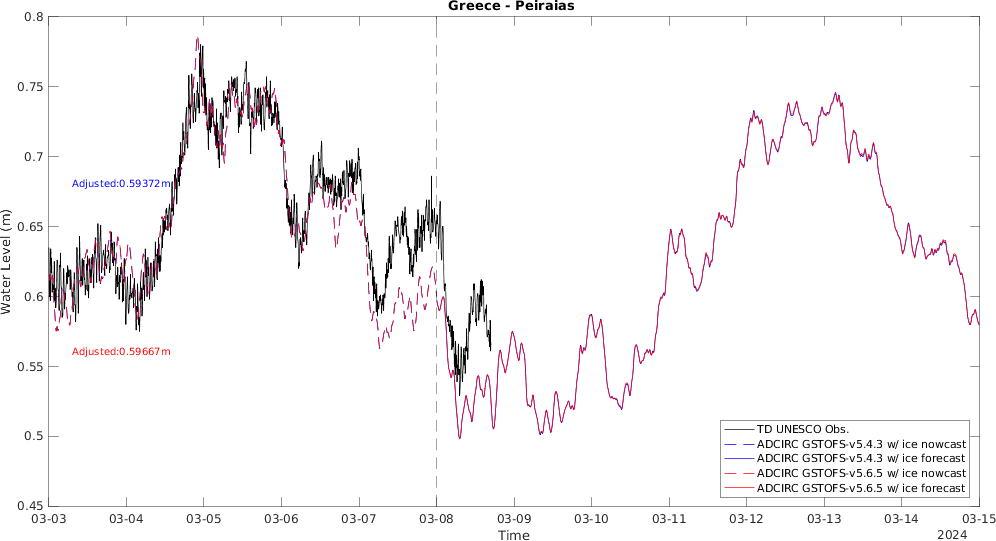 Greece - Peiraias
0.8
0.75
0.7
0.65
0.6
0.55
0.5
0.45
Water Level (m)
Adjusted:0.59372m
Adjusted:0.59667m
TD UNESCO Obs.
ADCIRC GSTOFS-v5.4.3 w/ ice nowcast
ADCIRC GSTOFS-v5.4.3 w/ ice forecast
ADCIRC GSTOFS-v5.6.5 w/ ice nowcast
ADCIRC GSTOFS-v5.6.5 w/ ice forecast
03-03 03-04 03-05 03-06 03-07 03-08 03-09 03-10 03-11 03-12 03-13 03-14 03-15
Time
2024